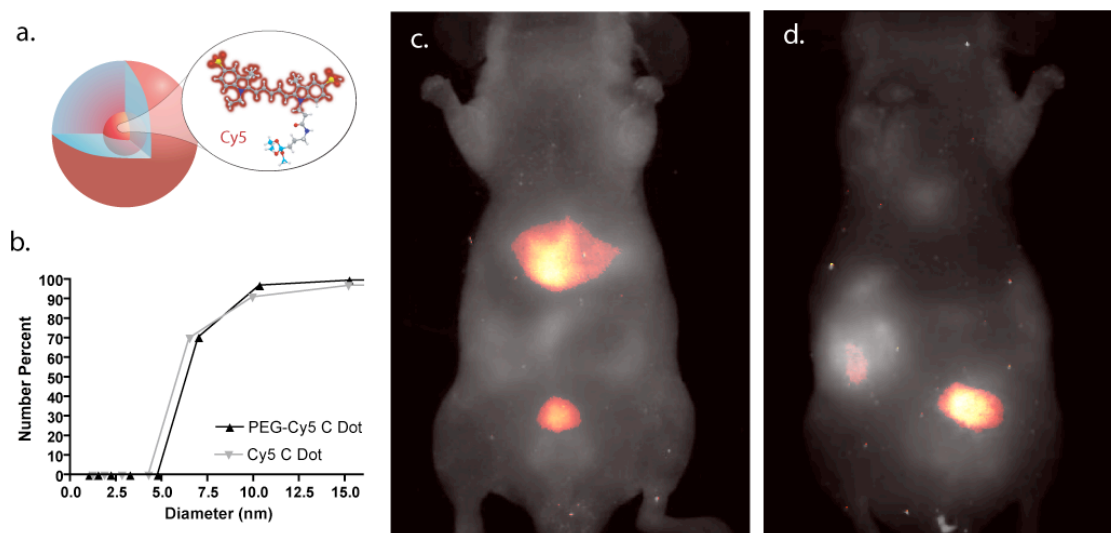 a.
Cy5
b.
Number Percent
100
90
80
70
60
50
40
30
20
10
0
0.0 2.5 5.0 7.5 10.0 12.5 15.0
Diameter (nm)
PEG-Cy5 C Dot
Cy5 C Dot
c.
d.